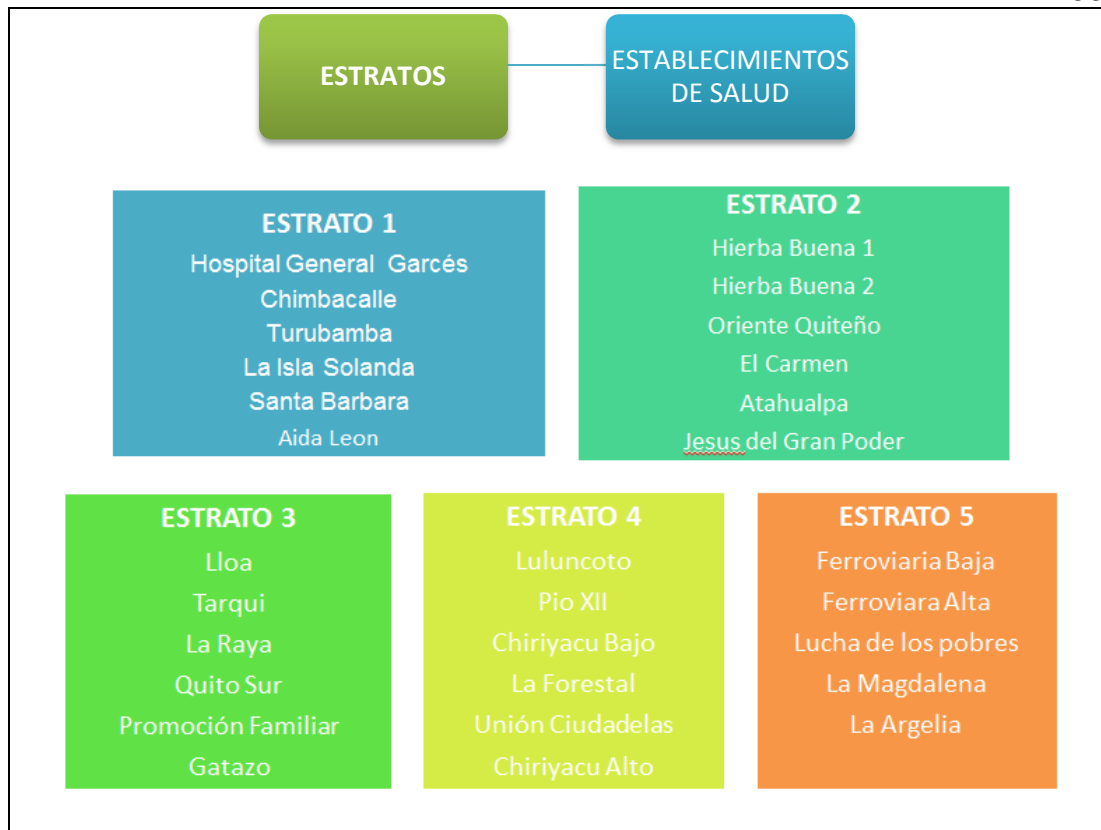 ESTRATOS
ESTABLECIMIENTOS
DE SALUD
ESTRATO 1
Hospital General Garcés
Chimbacalle
Turubamba
La Isla Solanda
Santa Barbara
Aida Leon
ESTRATO 2
Hierba Buena 1
Hierba Buena 2
Oriente Quiteño
El Carmen
Atahualpa
Jesus del Gran Poder
ESTRATO 3
Lloa
Tarqui
La Raya
Quito Sur
Promoción Familiar
Gatazo
ESTRATO 4
Luluncoto
Pio XII
Chiriyacu Bajo
La Forestal
Unión Ciudadelas
Chiriyacu Alto
ESTRATO 5
Ferroviaria Baja
Ferroviara Alta
Lucha de los pobres
La Magdalena
La Argelia